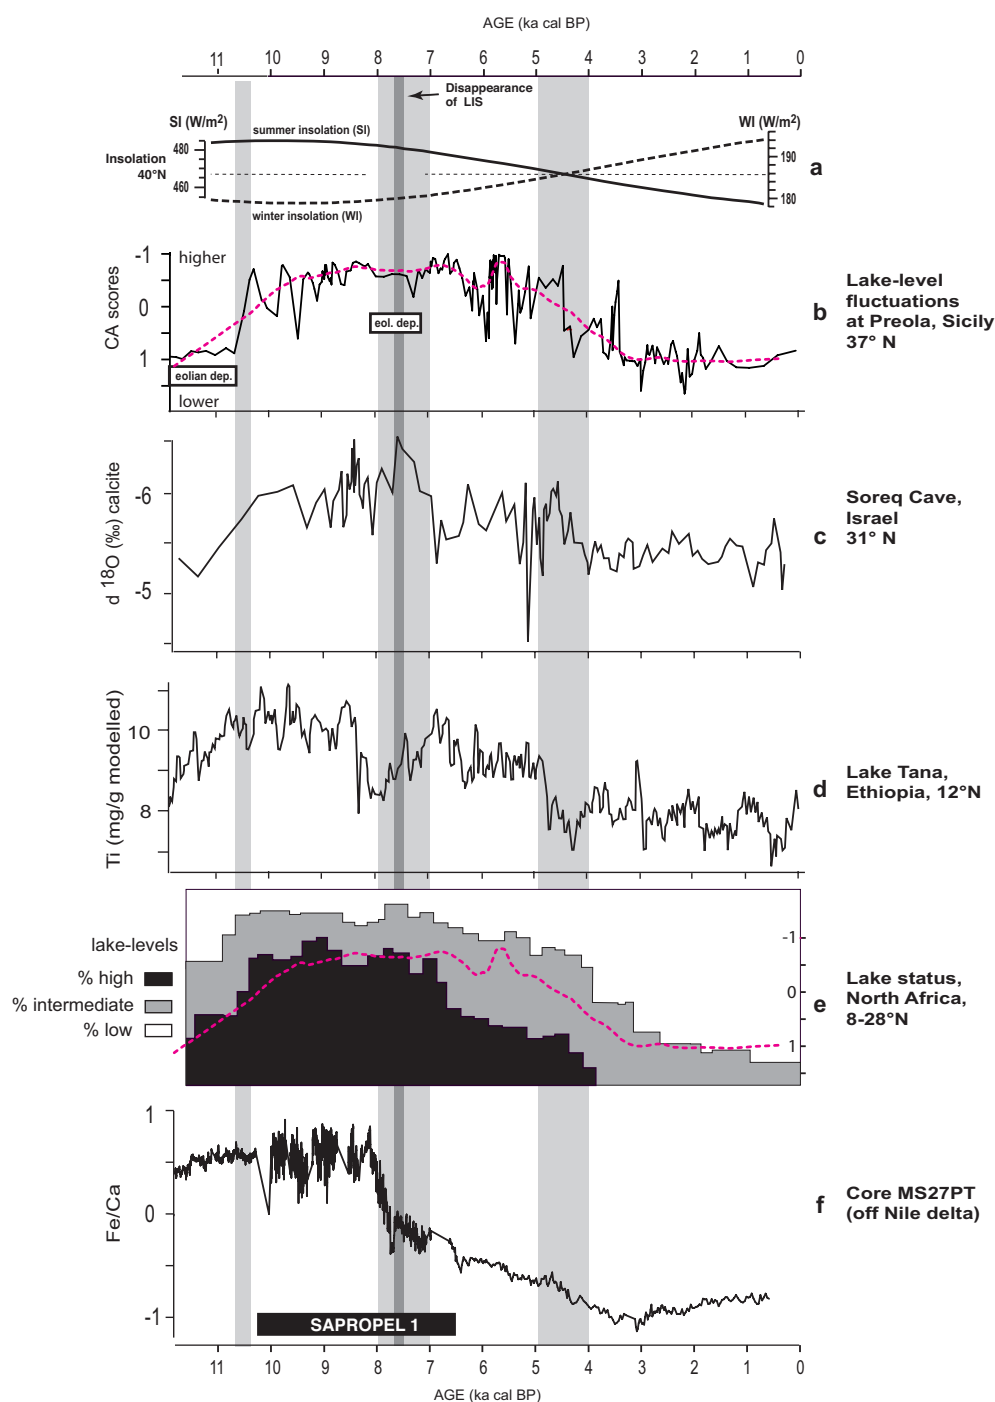 AGE (ka cal BP)
11 10 9 8 7 6 5 4 3 2 1 0
Disappearance
of LIS
SI (W/m²)
WI (W/m²)
summer insolation (SI)
480
460
Insolation
40°N
190
180
winter insolation (WI)
a
CA scores
-1
0
1
higher
lower
eol. dep.
eolian dep.
b
Lake-level
fluctuations
at Preola, Sicily
37° N
d ¹⁸O (‰) calcite
-6
-5
c
Soreq Cave,
Israel
31° N
Ti (mg/g modelled)
10
8
d
Lake Tana,
Ethiopia, 12°N
lake-levels
% high
% intermediate
% low
-1
0
1
e
Lake status,
North Africa,
8-28°N
Fe/Ca
1
0
-1
SAPROPEL 1
f
Core MS27PT
(off Nile delta)
11 10 9 8 7 6 5 4 3 2 1 0
AGE (ka cal BP)